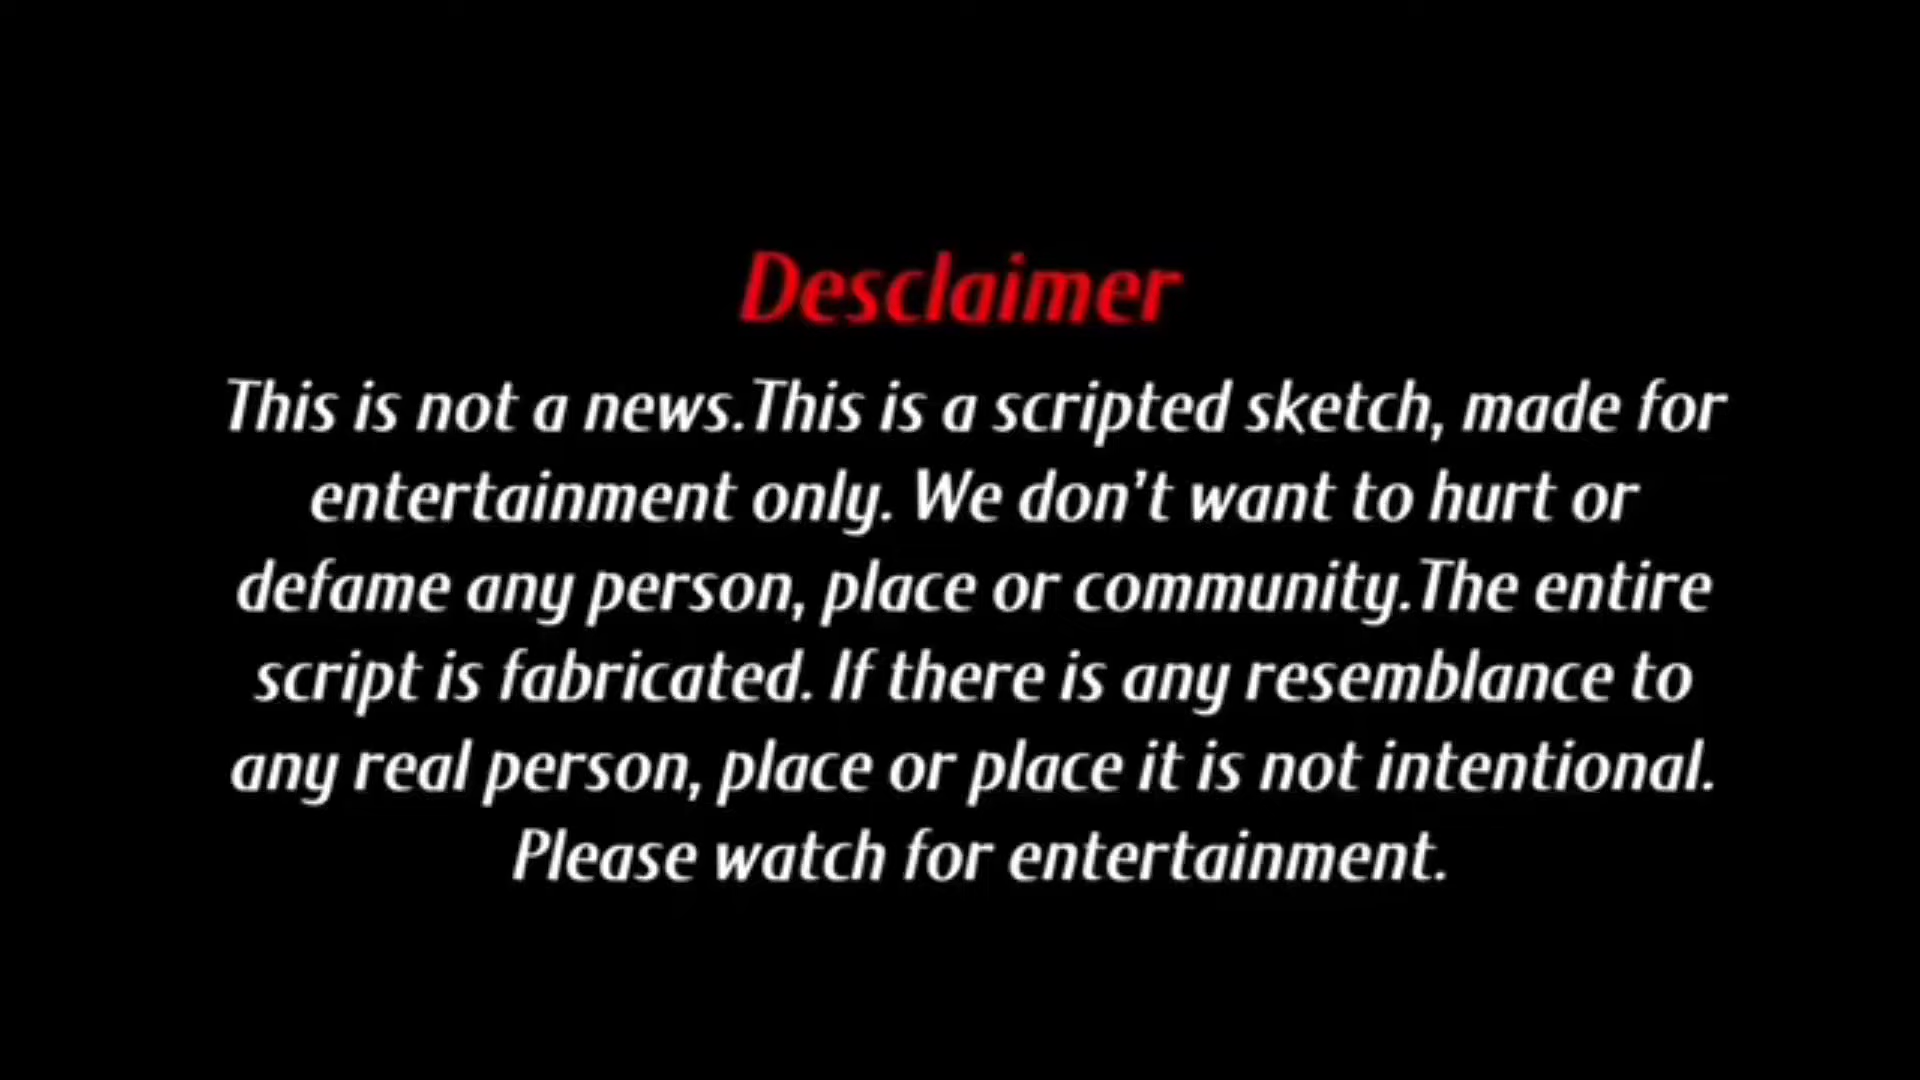 Desclaimer
This is not a news.This is a scripted sketch, made for
entertainment only. We don't want to hurt or
defame any person, place or community.The entire
script is fabricated. If there is any resemblance to
any real person, place or place it is not intentional.
Please watch for entertainment.